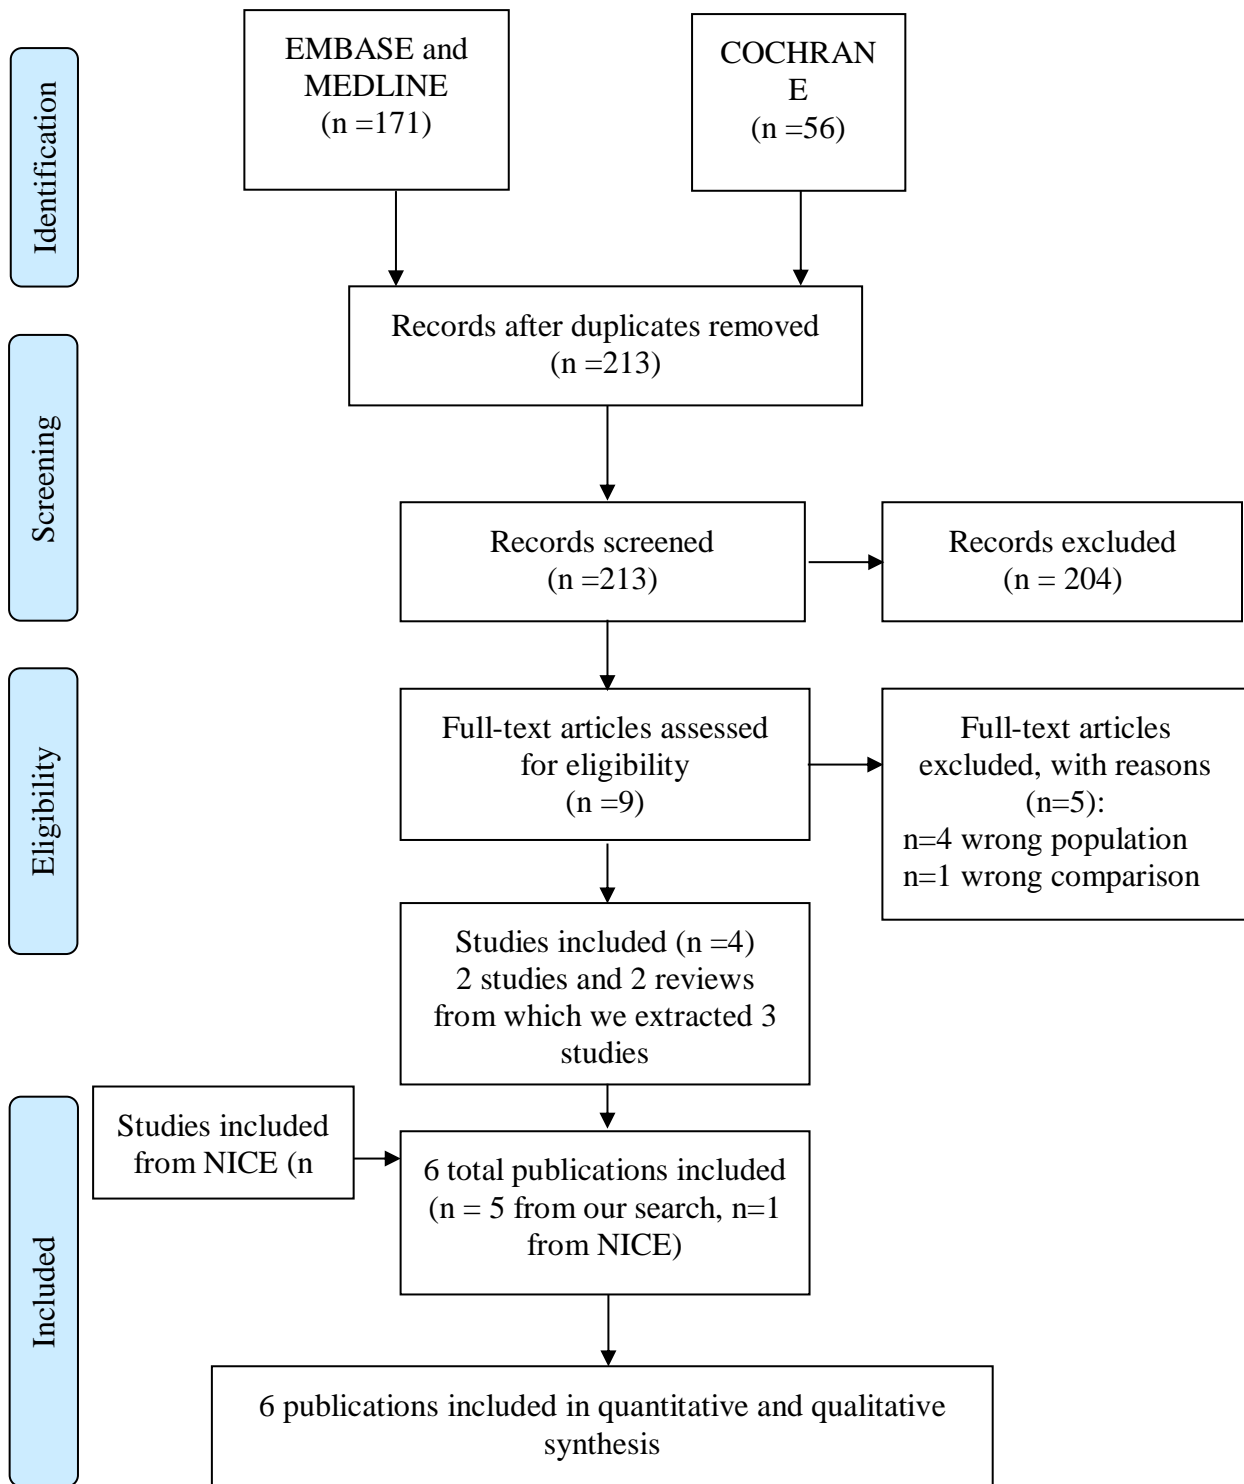 Identification
EMBASE and
MEDLINE
(n =171)
COCHRAN
E
(n =56)
Records after duplicates removed
(n =213)
Screening
Records screened
(n =213)
Records excluded
(n = 204)
Eligibility
Full-text articles assessed
for eligibility
(n =9)
Full-text articles
excluded, with reasons
(n=5):
n=4 wrong population
n=1 wrong comparison
Studies included (n =4)
2 studies and 2 reviews
from which we extracted 3
studies
Included
Studies included
from NICE (n
6 total publications included
(n = 5 from our search, n=1
from NICE)
6 publications included in quantitative and qualitative
synthesis